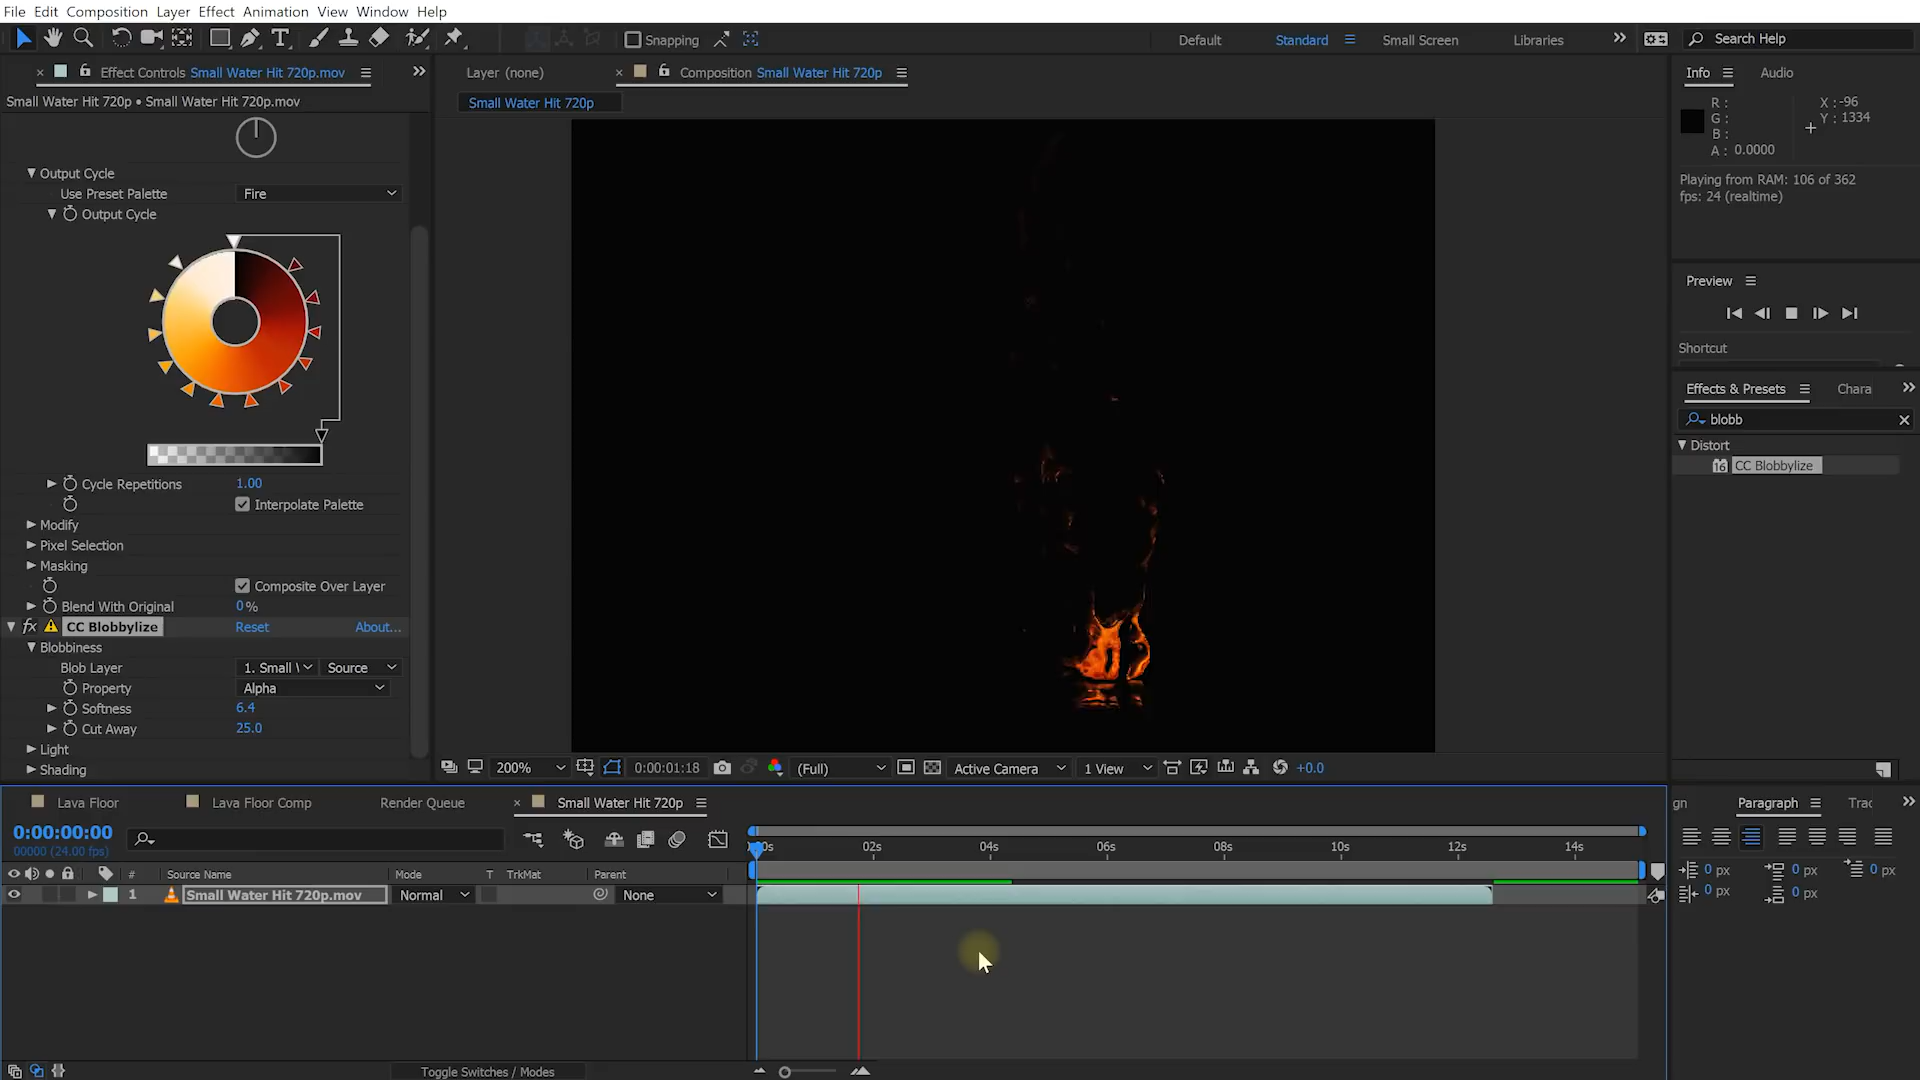 File Edit Composition Layer Effect Animation View Window Help
Snapping Default Standard Small Screen Libraries Search Help
Effect Controls Small Water Hit 720p.mov
Small Water Hit 720p • Small Water Hit 720p.mov
Output Cycle
Use Preset Palette Fire
Output Cycle
Cycle Repetitions 1.00
Interpolate Palette
Modify
Pixel Selection
Masking
Composite Over Layer
Blend With Original 0%
fx CC Blobbylize Reset About...
Blobbiness
Blob Layer 1. Small Source
Property Alpha
Softness 6.4
Cut Away 25.0
Light
Shading
Layer (none) Composition Small Water Hit 720p
Small Water Hit 720p
200% 0:00:01:18 (Full) Active Camera 1 View +0.0
Info Audio
R : X : -96
G : Y : 1334
B :
A : 0.0000
Playing from RAM: 106 of 362
fps: 24 (realtime)
Preview
Shortcut
Effects & Presets Chara
blobb
Distort
16 CC Blobbylize
Lava Floor Lava Floor Comp Render Queue Small Water Hit 720p
0:00:00:00
00000 (24.00 fps)
02s 04s 06s 08s 10s 12s 14s
# Source Name Mode T TrkMat Parent
1 Small Water Hit 720p.mov Normal None
Toggle Switches / Modes
gn Paragraph Trac
0 px 0 px 0 px
0 px 0 px